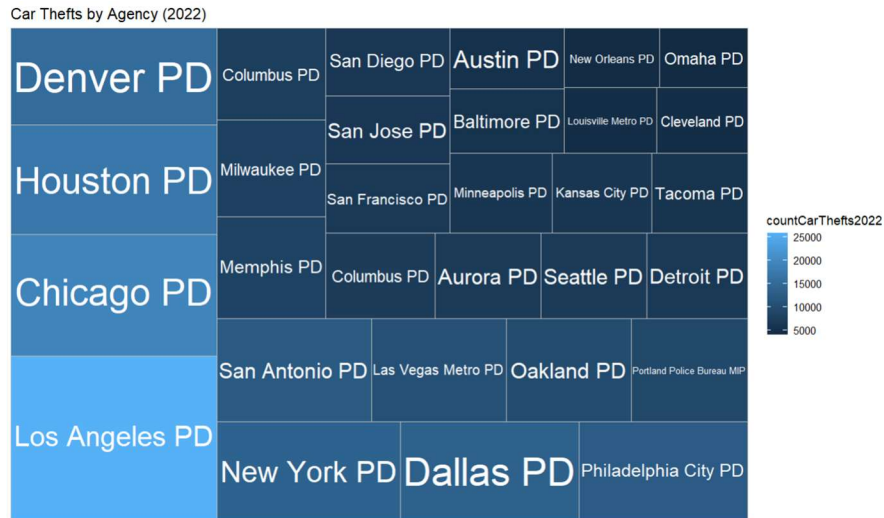 Car Thefts by Agency (2022)
Denver PD
Columbus PD
San Diego PD
Austin PD
New Orleans PD
Omaha PD
San Jose PD
Baltimore PD
Louisville Metro PD
Cleveland PD
Houston PD
Milwaukee PD
San Francisco PD
Minneapolis PD
Kansas City PD
Tacoma PD
Chicago PD
Memphis PD
Columbus PD
Aurora PD
Seattle PD
Detroit PD
Los Angeles PD
San Antonio PD
Las Vegas Metro PD
Oakland PD
Portland Police Bureau MIP
New York PD
Dallas PD
Philadelphia City PD
countCarThefts2022
25000
20000
15000
10000
5000